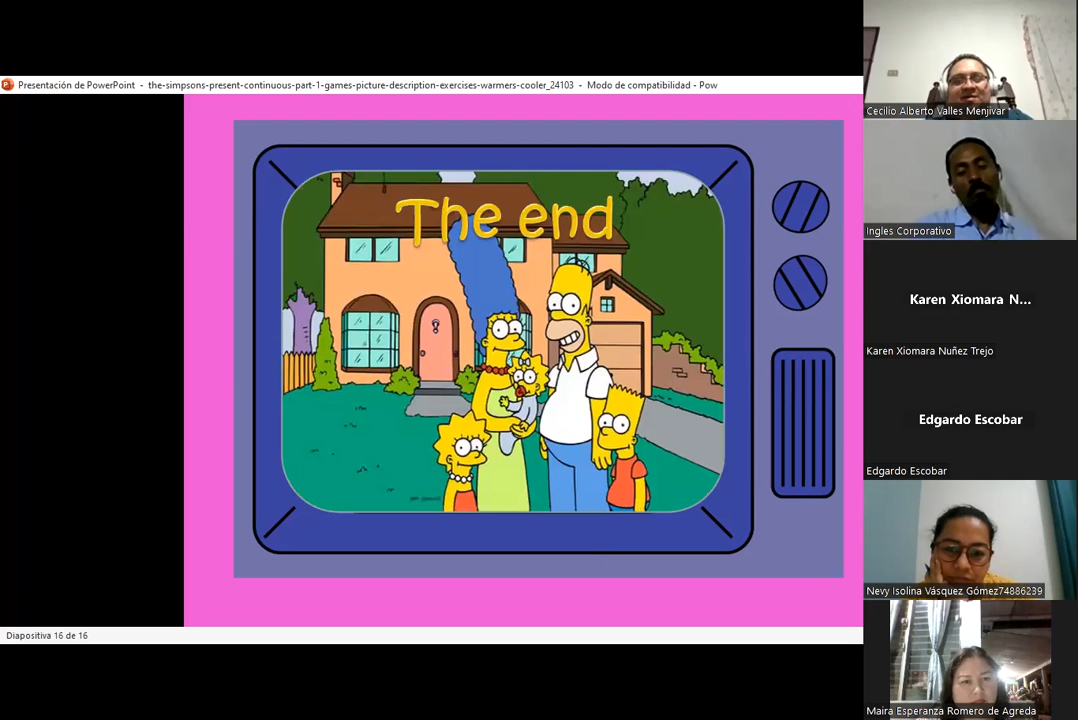 Presentación de PowerPoint - the-simpsons-present-continuous-part-1-games-picture-description-exercises-warmers-cooler_24103 - Modo de compatibilidad - Pow
The end
Diapositiva 16 de 16
Cecilio Alberto Valles Menjivar
Ingles Corporativo
Karen Xiomara N...
Karen Xiomara Nuñez Trejo
Edgardo Escobar
Edgardo Escobar
Nevy Isolina Vásquez Gómez74886239
Maira Esperanza Romero de Agreda